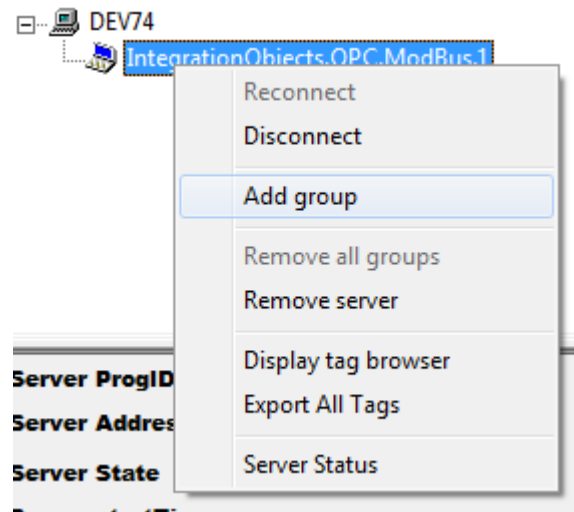 DEV74
IntegrationObjects.OPC.ModBus.1
Reconnect
Disconnect
Add group
Remove all groups
Remove server
Display tag browser
Export All Tags
Server Status
Server ProgID
Server Addres
Server State